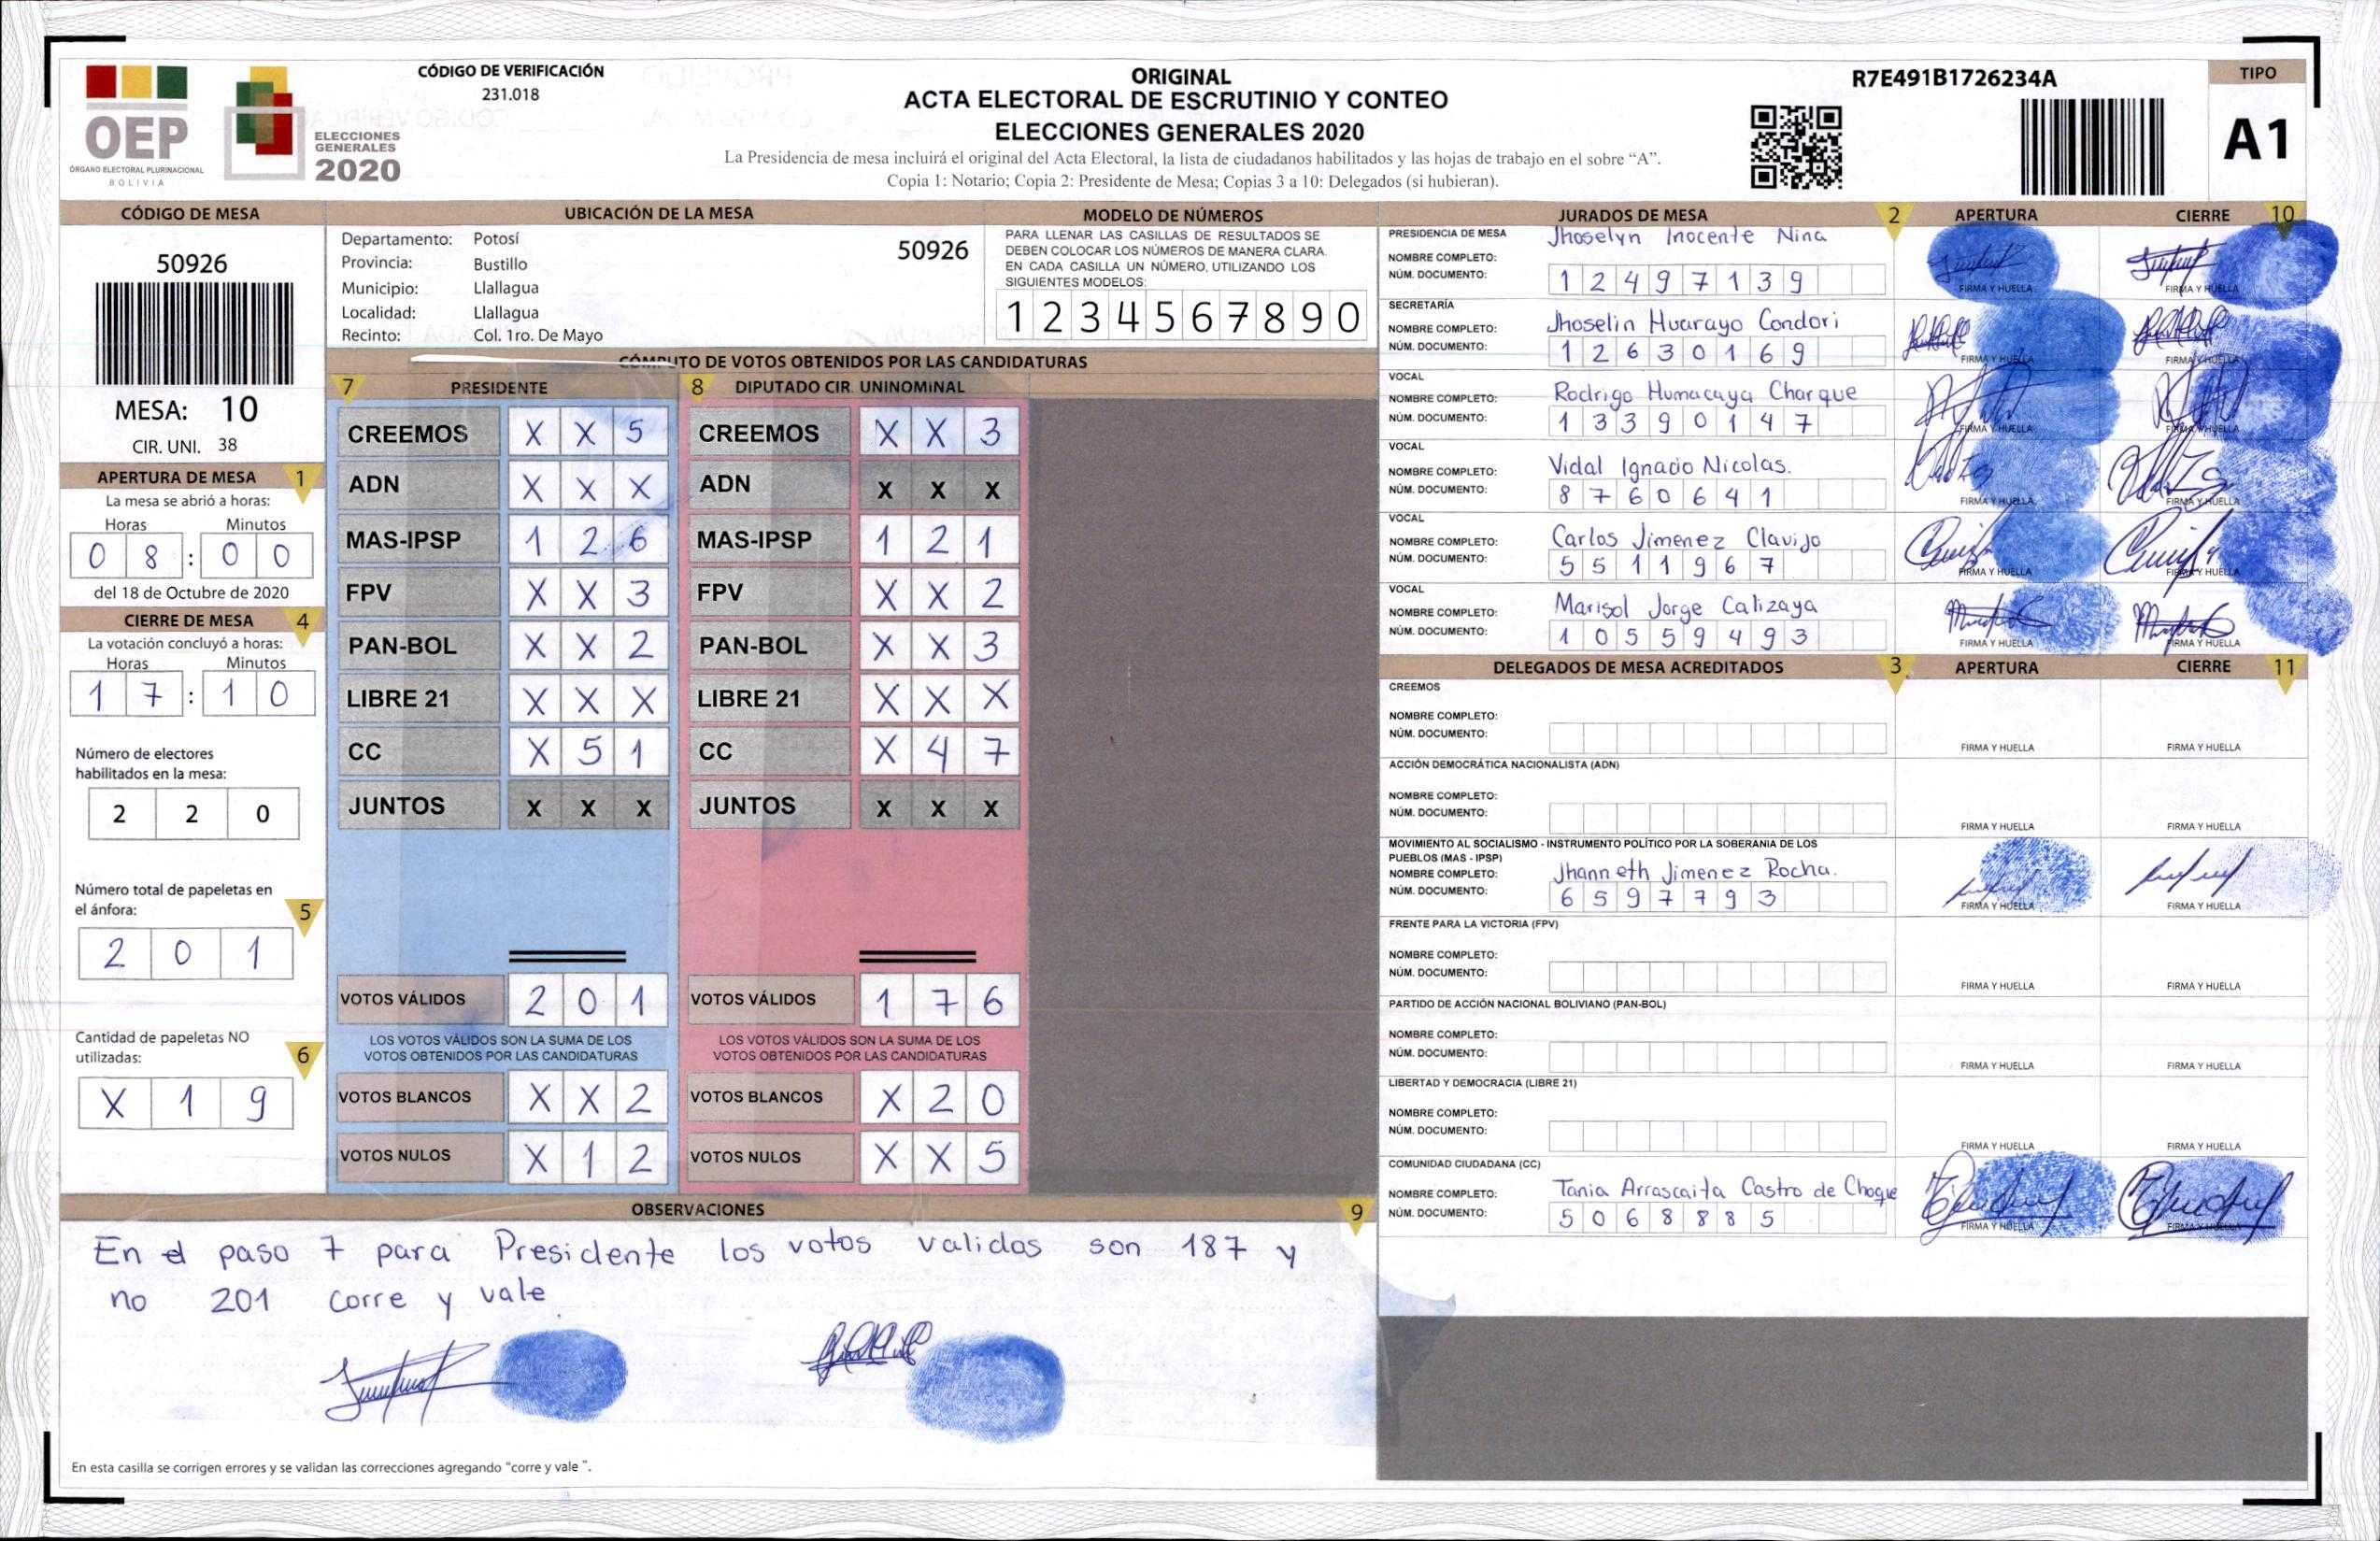 OEP
ÓRGANO ELECTORAL PLURINACIONAL
BOLIVIA
ELECCIONES
GENERALES
2020
CÓDIGO DE VERIFICACIÓN
231.018
ORIGINAL
ACTA ELECTORAL DE ESCRUTINIO Y CONTEO
ELECCIONES GENERALES 2020
La Presidencia de mesa incluirá el original del Acta Electoral, la lista de ciudadanos habilitados y las hojas de trabajo en el sobre “A”.
Copia 1: Notario; Copia 2: Presidente de Mesa; Copias 3 a 10: Delegados (si hubieran).
R7E491B1726234A
TIPO
A1
CÓDIGO DE MESA
50926
MESA: 10
CIR. UNI. 38
APERTURA DE MESA 1
La mesa se abrió a horas:
Horas Minutos
0 8 : 0 0
del 18 de Octubre de 2020
CIERRE DE MESA 4
La votación concluyó a horas:
Horas Minutos
1 7 : 1 0
Número de electores
habilitados en la mesa:
2 2 0
Número total de papeletas en
el ánfora: 5
2 0 1
Cantidad de papeletas NO
utilizadas: 6
X 1 9
UBICACIÓN DE LA MESA
Departamento: Potosí
Provincia: Bustillo
Municipio: Llallagua
Localidad: Llallagua
Recinto: Col. 1ro. De Mayo
50926
MODELO DE NÚMEROS
PARA LLENAR LAS CASILLAS DE RESULTADOS SE
DEBEN COLOCAR LOS NÚMEROS DE MANERA CLARA.
EN CADA CASILLA UN NÚMERO, UTILIZANDO LOS
SIGUIENTES MODELOS:
1 2 3 4 5 6 7 8 9 0
CÓMPUTO DE VOTOS OBTENIDOS POR LAS CANDIDATURAS
7 PRESIDENTE
CREEMOS X X 5
ADN X X X
MAS-IPSP 1 2 6
FPV X X 3
PAN-BOL X X 2
LIBRE 21 X X X
CC X 5 1
JUNTOS X X X
VOTOS VÁLIDOS 2 0 1
LOS VOTOS VÁLIDOS SON LA SUMA DE LOS
VOTOS OBTENIDOS POR LAS CANDIDATURAS
VOTOS BLANCOS X X 2
VOTOS NULOS X 1 2
8 DIPUTADO CIR. UNINOMINAL
CREEMOS X X 3
ADN X X X
MAS-IPSP 1 2 1
FPV X X 2
PAN-BOL X X 3
LIBRE 21 X X X
CC X 4 7
JUNTOS X X X
VOTOS VÁLIDOS 1 7 6
LOS VOTOS VÁLIDOS SON LA SUMA DE LOS
VOTOS OBTENIDOS POR LAS CANDIDATURAS
VOTOS BLANCOS X 2 0
VOTOS NULOS X X 5
OBSERVACIONES 9
En el paso 7 para Presidente los votos validos son 187 y
no 201 corre y vale
En esta casilla se corrigen errores y se validan las correcciones agregando “corre y vale ”.
JURADOS DE MESA 2 APERTURA CIERRE 10
PRESIDENCIA DE MESA
NOMBRE COMPLETO: Jhoselyn Inocente Nina
NÚM. DOCUMENTO: 1 2 4 9 7 1 3 9
FIRMA Y HUELLA FIRMA Y HUELLA
SECRETARÍA
NOMBRE COMPLETO: Jhoselin Huarayo Condori
NÚM. DOCUMENTO: 1 2 6 3 0 1 6 9
FIRMA Y HUELLA FIRMA Y HUELLA
VOCAL
NOMBRE COMPLETO: Rodrigo Humacaya Charque
NÚM. DOCUMENTO: 1 3 3 9 0 1 4 7
FIRMA Y HUELLA FIRMA Y HUELLA
VOCAL
NOMBRE COMPLETO: Vidal Ignacio Nicolas.
NÚM. DOCUMENTO: 8 7 6 0 6 4 1
FIRMA Y HUELLA FIRMA Y HUELLA
VOCAL
NOMBRE COMPLETO: Carlos Jimenez Clavijo
NÚM. DOCUMENTO: 5 5 1 1 9 6 7
FIRMA Y HUELLA FIRMA Y HUELLA
VOCAL
NOMBRE COMPLETO: Marisol Jorge Calizaya
NÚM. DOCUMENTO: 1 0 5 5 9 4 9 3
FIRMA Y HUELLA FIRMA Y HUELLA
DELEGADOS DE MESA ACREDITADOS 3 APERTURA CIERRE 11
CREEMOS
NOMBRE COMPLETO:
NÚM. DOCUMENTO:
FIRMA Y HUELLA FIRMA Y HUELLA
ACCIÓN DEMOCRÁTICA NACIONALISTA (ADN)
NOMBRE COMPLETO:
NÚM. DOCUMENTO:
FIRMA Y HUELLA FIRMA Y HUELLA
MOVIMIENTO AL SOCIALISMO - INSTRUMENTO POLÍTICO POR LA SOBERANIA DE LOS
PUEBLOS (MAS - IPSP)
NOMBRE COMPLETO: Jhanneth Jimenez Rocha.
NÚM. DOCUMENTO: 6 5 9 7 7 9 3
FIRMA Y HUELLA FIRMA Y HUELLA
FRENTE PARA LA VICTORIA (FPV)
NOMBRE COMPLETO:
NÚM. DOCUMENTO:
FIRMA Y HUELLA FIRMA Y HUELLA
PARTIDO DE ACCIÓN NACIONAL BOLIVIANO (PAN-BOL)
NOMBRE COMPLETO:
NÚM. DOCUMENTO:
FIRMA Y HUELLA FIRMA Y HUELLA
LIBERTAD Y DEMOCRACIA (LIBRE 21)
NOMBRE COMPLETO:
NÚM. DOCUMENTO:
FIRMA Y HUELLA FIRMA Y HUELLA
COMUNIDAD CIUDADANA (CC)
NOMBRE COMPLETO: Tania Arrascaita Castro de Choque
NÚM. DOCUMENTO: 5 0 6 8 8 8 5
FIRMA Y HUELLA FIRMA Y HUELLA